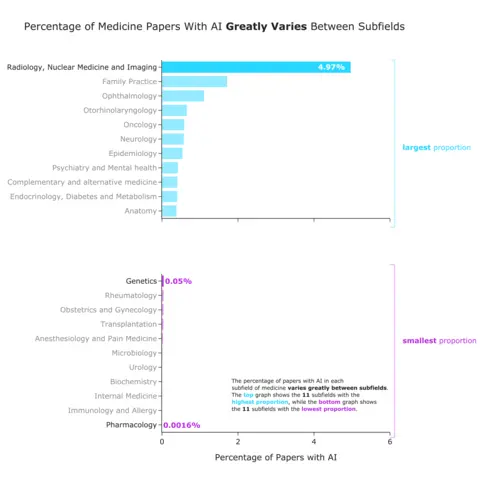 Percentage of Medicine Papers With AI Greatly Varies Between Subfields
Radiology, Nuclear Medicine and Imaging
4.97%
Family Practice
Ophthalmology
Otorhinolaryngology
Oncology
Neurology
Epidemiology
Psychiatry and Mental health
Complementary and alternative medicine
Endocrinology, Diabetes and Metabolism
Anatomy
0 2 4 6
largest proportion
Genetics
0.05%
Rheumatology
Obstetrics and Gynecology
Transplantation
Anesthesiology and Pain Medicine
Microbiology
Urology
Biochemistry
Internal Medicine
Immunology and Allergy
Pharmacology
0.0016%
smallest proportion
The percentage of papers with AI in each
subfield of medicine varies greatly between subfields.
The top graph shows the 11 subfields with the
highest proportion, while the bottom graph shows
the 11 subfields with the lowest proportion.
Percentage of Papers with AI